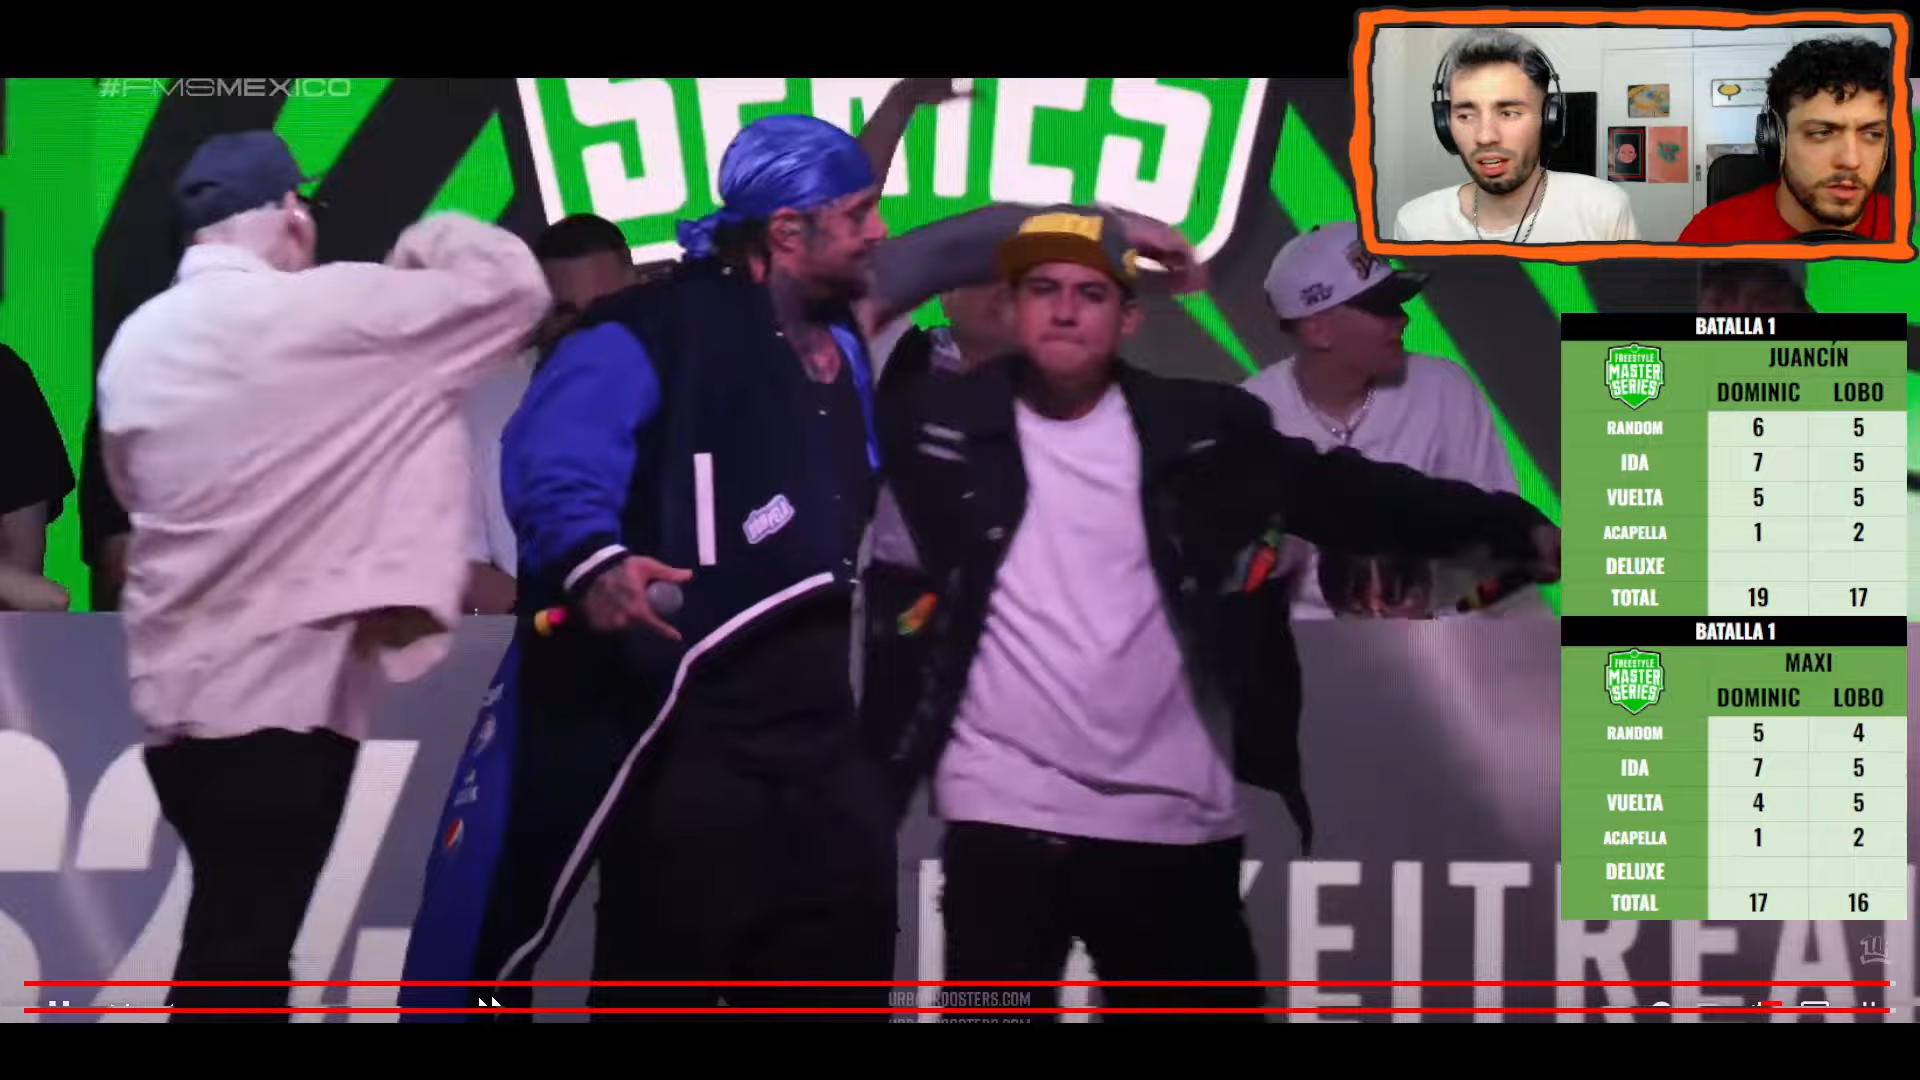 #FMSMEXICO
SERIES
BATALLA 1
FREESTYLE
MASTER
SERIES
JUANCÍN
DOMINIC LOBO
RANDOM 6 5
IDA 7 5
VUELTA 5 5
ACAPELLA 1 2
DELUXE
TOTAL 19 17
BATALLA 1
FREESTYLE
MASTER
SERIES
MAXI
DOMINIC LOBO
RANDOM 5 4
IDA 7 5
VUELTA 4 5
ACAPELLA 1 2
DELUXE
TOTAL 17 16
KEITREA
URBANROOSTERS.COM